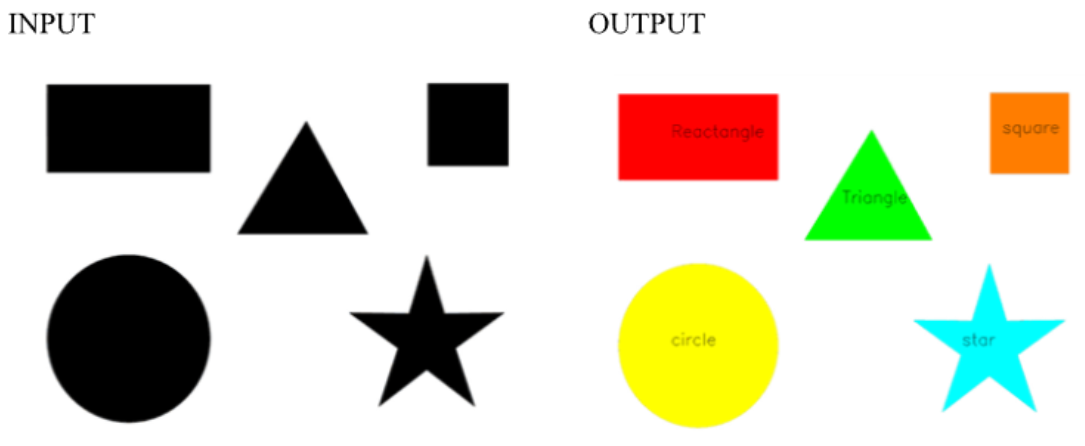 INPUT
OUTPUT
Reactangle
square
Triangle
circle
star